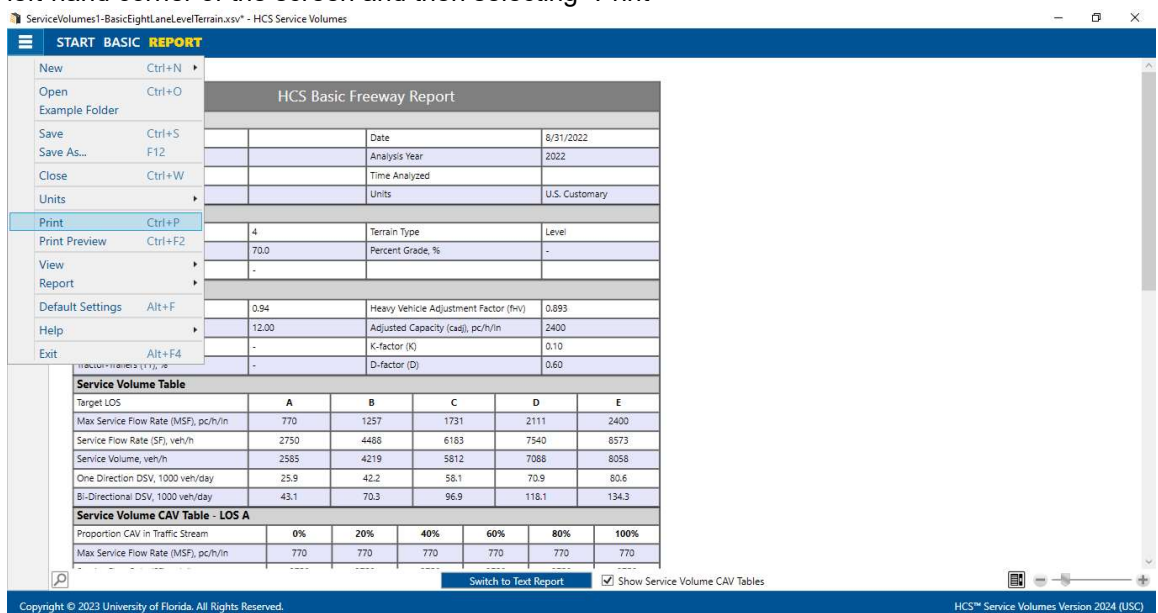 left hand corner of the screen and then selecting "Print"
ServiceVolumes1-BasicEightLaneLevelTerrain.xsv* - HCS Service Volumes
START BASIC REPORT
New Ctrl+N
Open Ctrl+O
Example Folder
Save Ctrl+S
Save As... F12
Close Ctrl+W
Units
Print Ctrl+P
Print Preview Ctrl+F2
View
Report
Default Settings Alt+F
Help
Exit Alt+F4
HCS Basic Freeway Report
Date 8/31/2022
Analysis Year 2022
Time Analyzed
Units U.S. Customary
4 Terrain Type Level
70.0 Percent Grade, % -
-
0.94 Heavy Vehicle Adjustment Factor (fHV) 0.893
12.00 Adjusted Capacity (cadj), pc/h/ln 2400
- K-factor (K) 0.10
Tractor-Trailers (TT), % - D-factor (D) 0.60
Service Volume Table
Target LOS A B C D E
Max Service Flow Rate (MSF), pc/h/ln 770 1257 1731 2111 2400
Service Flow Rate (SF), veh/h 2750 4488 6183 7540 8573
Service Volume, veh/h 2585 4219 5812 7088 8058
One Direction DSV, 1000 veh/day 25.9 42.2 58.1 70.9 80.6
Bi-Directional DSV, 1000 veh/day 43.1 70.3 96.9 118.1 134.3
Service Volume CAV Table - LOS A
Proportion CAV in Traffic Stream 0% 20% 40% 60% 80% 100%
Max Service Flow Rate (MSF), pc/h/ln 770 770 770 770 770 770
Switch to Text Report Show Service Volume CAV Tables
Copyright © 2023 University of Florida. All Rights Reserved. HCS™ Service Volumes Version 2024 (USC)